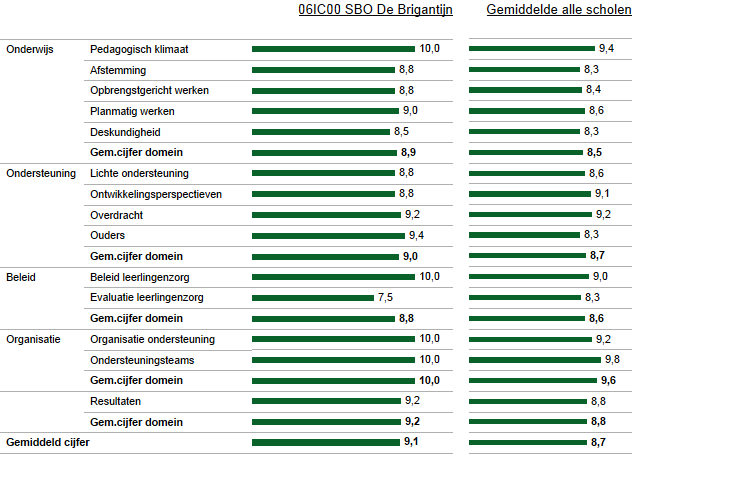 06IC00 SBO De Brigantijn Gemiddelde alle scholen
Onderwijs Pedagogisch klimaat 10,0 9,4
Afstemming 8,8 8,3
Opbrengstgericht werken 8,8 8,4
Planmatig werken 9,0 8,6
Deskundigheid 8,5 8,3
Gem.cijfer domein 8,9 8,5
Ondersteuning Lichte ondersteuning 8,8 8,6
Ontwikkelingsperspectieven 8,8 9,1
Overdracht 9,2 9,2
Ouders 9,4 8,3
Gem.cijfer domein 9,0 8,7
Beleid Beleid leerlingenzorg 10,0 9,0
Evaluatie leerlingenzorg 7,5 8,3
Gem.cijfer domein 8,8 8,6
Organisatie Organisatie ondersteuning 10,0 9,2
Ondersteuningsteams 10,0 9,8
Gem.cijfer domein 10,0 9,6
Resultaten 9,2 8,8
Gem.cijfer domein 9,2 8,8
Gemiddeld cijfer 9,1 8,7